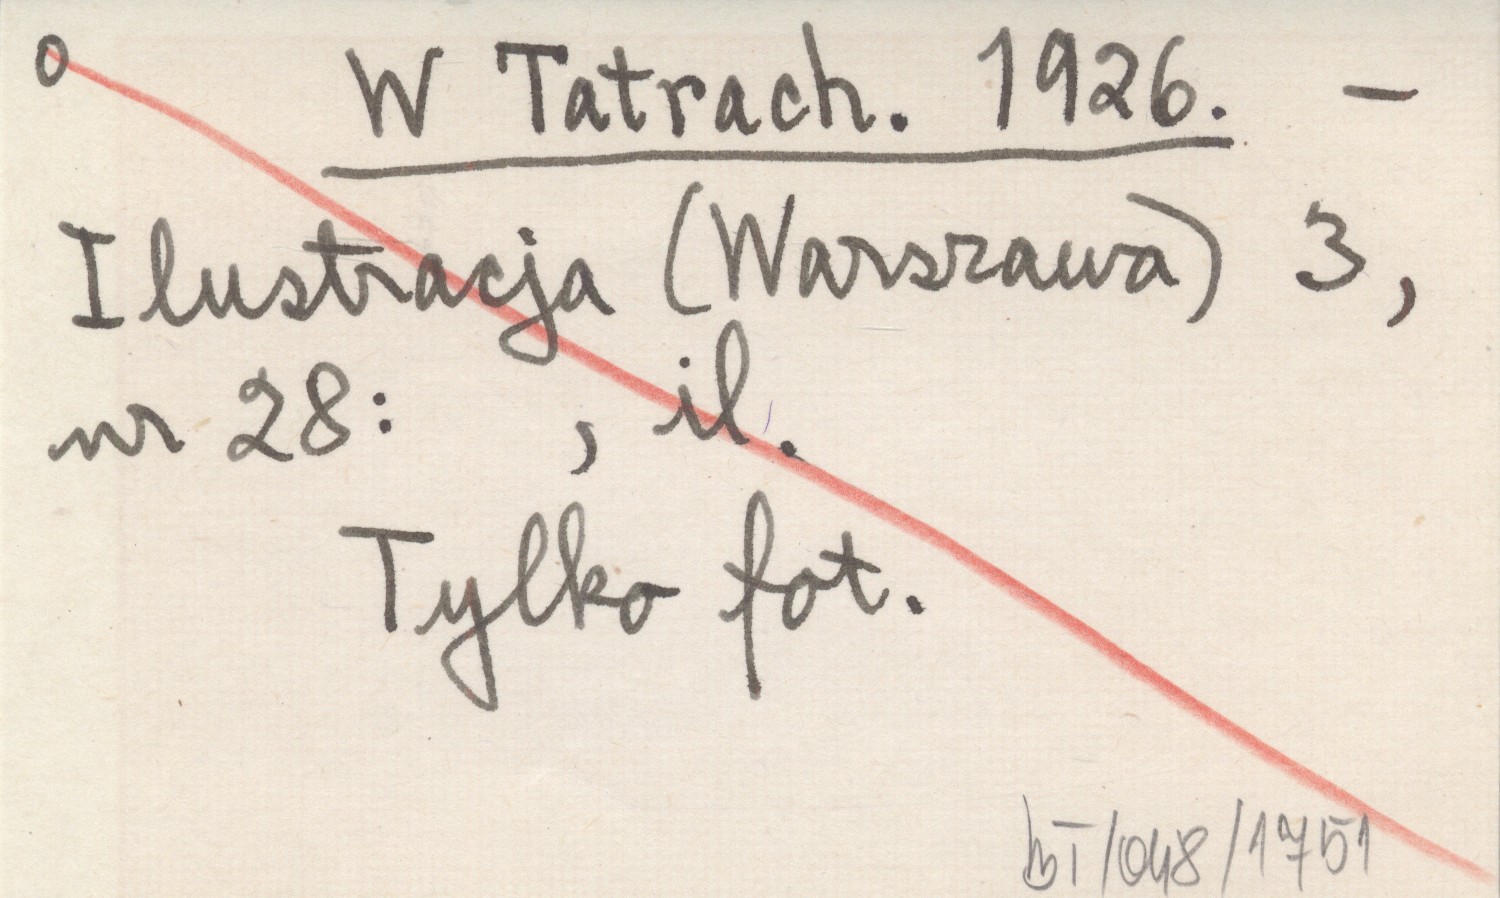 o W Tatrach. 1926. –
Ilustracja (Warszawa) 3,
nr 28: , il.
Tylko fot.
bT/048/1751